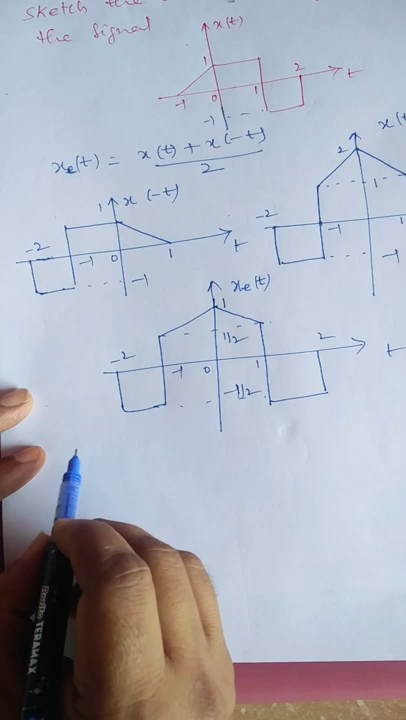 Sketch the
the signal
x(t)
1
-1 0 1 2 t
-1
xe(t) = x(t) + x(-t)
2
x(t
2
1
-2 -1
-1
1 x(-t)
-2 -1 0 1 t
-1
xe(t)
1
1/2
-2 -1 0 1 2 t
-1/2
TERAMAX